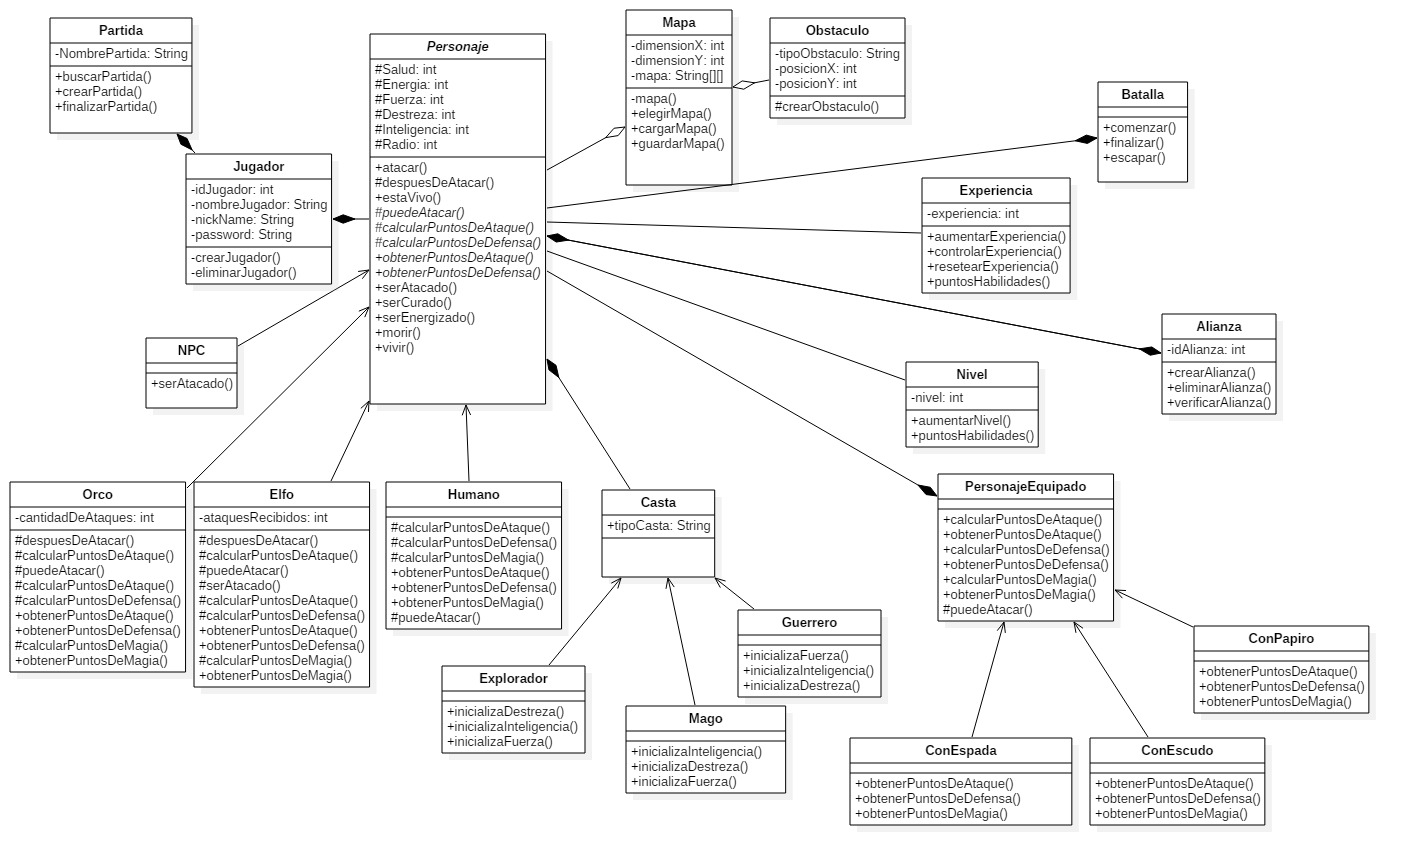 Partida
-NombrePartida: String
+buscarPartida()
+crearPartida()
+finalizarPartida()
Personaje
#Salud: int
#Energia: int
#Fuerza: int
#Destreza: int
#Inteligencia: int
#Radio: int
+atacar()
#despuesDeAtacar()
+estaVivo()
#puedeAtacar()
#calcularPuntosDeAtaque()
#calcularPuntosDeDefensa()
+obtenerPuntosDeAtaque()
+obtenerPuntosDeDefensa()
+serAtacado()
+serCurado()
+serEnergizado()
+morir()
+vivir()
Mapa
-dimensionX: int
-dimensionY: int
-mapa: String[][]
-mapa()
+elegirMapa()
+cargarMapa()
+guardarMapa()
Obstaculo
-tipoObstaculo: String
-posicionX: int
-posicionY: int
#crearObstaculo()
Batalla
+comenzar()
+finalizar()
+escapar()
Jugador
-idJugador: int
-nombreJugador: String
-nickName: String
-password: String
-crearJugador()
-eliminarJugador()
Experiencia
-experiencia: int
+aumentarExperiencia()
+controlarExperiencia()
+resetearExperiencia()
+puntosHabilidades()
Alianza
-idAlianza: int
+crearAlianza()
+eliminarAlianza()
+verificarAlianza()
NPC
+serAtacado()
Nivel
-nivel: int
+aumentarNivel()
+puntosHabilidades()
Orco
-cantidadDeAtaques: int
#despuesDeAtacar()
#calcularPuntosDeAtaque()
#puedeAtacar()
#calcularPuntosDeAtaque()
#calcularPuntosDeDefensa()
+obtenerPuntosDeAtaque()
+obtenerPuntosDeDefensa()
#calcularPuntosDeMagia()
+obtenerPuntosDeMagia()
Elfo
-ataquesRecibidos: int
#despuesDeAtacar()
#calcularPuntosDeAtaque()
#puedeAtacar()
#serAtacado()
#calcularPuntosDeAtaque()
#calcularPuntosDeDefensa()
+obtenerPuntosDeAtaque()
+obtenerPuntosDeDefensa()
#calcularPuntosDeMagia()
+obtenerPuntosDeMagia()
Humano
#calcularPuntosDeAtaque()
#calcularPuntosDeDefensa()
#calcularPuntosDeMagia()
+obtenerPuntosDeAtaque()
+obtenerPuntosDeDefensa()
+obtenerPuntosDeMagia()
#puedeAtacar()
Casta
+tipoCasta: String
PersonajeEquipado
+calcularPuntosDeAtaque()
+obtenerPuntosDeAtaque()
+calcularPuntosDeDefensa()
+obtenerPuntosDeDefensa()
+calcularPuntosDeMagia()
+obtenerPuntosDeMagia()
#puedeAtacar()
Guerrero
+inicializaFuerza()
+inicializaInteligencia()
+inicializaDestreza()
ConPapiro
+obtenerPuntosDeAtaque()
+obtenerPuntosDeDefensa()
+obtenerPuntosDeMagia()
Explorador
+inicializaDestreza()
+inicializaInteligencia()
+inicializaFuerza()
Mago
+inicializaInteligencia()
+inicializaDestreza()
+inicializaFuerza()
ConEspada
+obtenerPuntosDeAtaque()
+obtenerPuntosDeDefensa()
+obtenerPuntosDeMagia()
ConEscudo
+obtenerPuntosDeAtaque()
+obtenerPuntosDeDefensa()
+obtenerPuntosDeMagia()